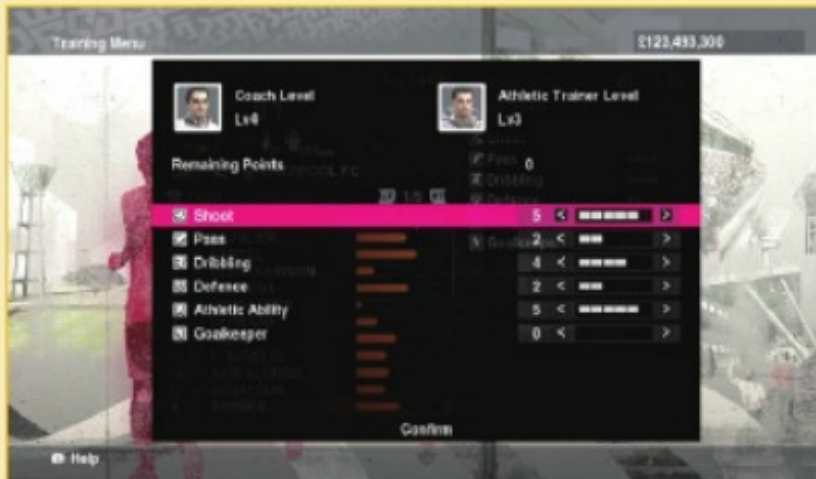 Training Menu
£123,493,300
Coach Level
Lv4
Athletic Trainer Level
Lv3
Remaining Points 0
Shoot 5
Pass 2
Dribbling 4
Defence 2
Athletic Ability 5
Goalkeeper 0
Confirm
Help